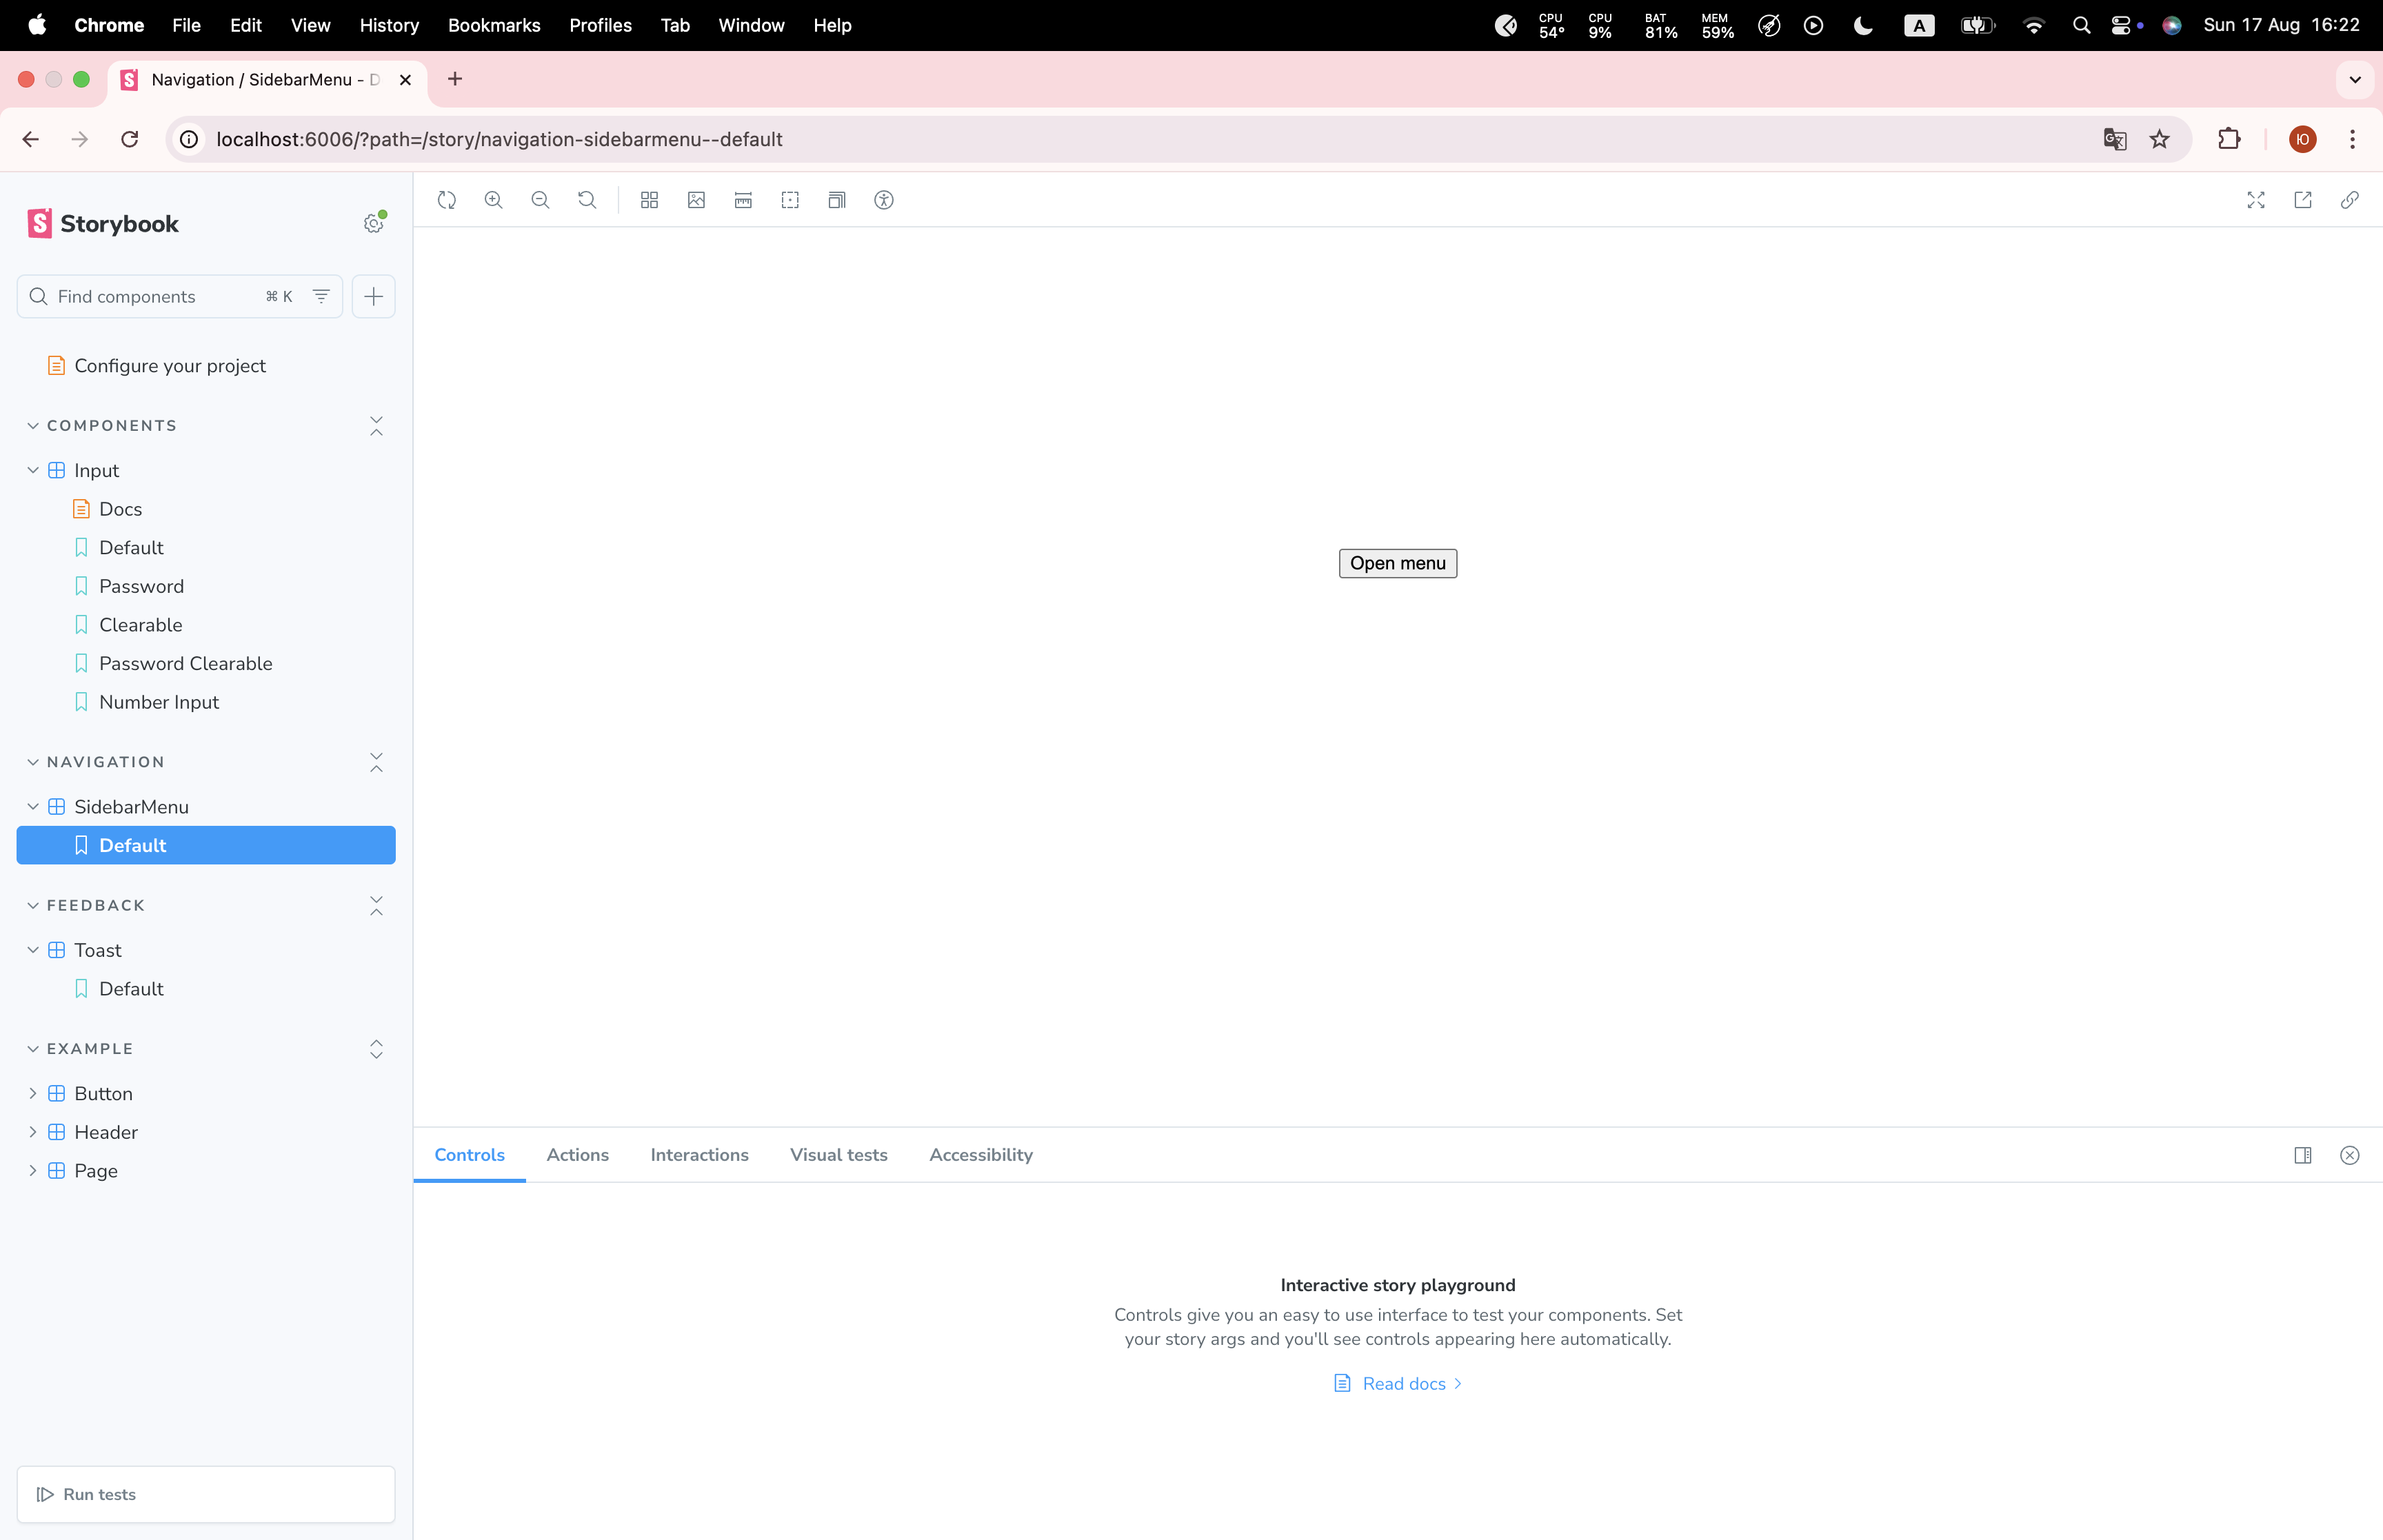 Chrome File Edit View History Bookmarks Profiles Tab Window Help CPU 54° CPU 9% BAT 81% MEM 59% A Sun 17 Aug 16:22
Navigation / SidebarMenu - D
localhost:6006/?path=/story/navigation-sidebarmenu--default
Ю
Storybook
Find components ⌘ K
Configure your project
COMPONENTS
Input
Docs
Default
Password
Clearable
Password Clearable
Number Input
NAVIGATION
SidebarMenu
Default
FEEDBACK
Toast
Default
EXAMPLE
Button
Header
Page
Run tests
Open menu
Controls Actions Interactions Visual tests Accessibility
Interactive story playground
Controls give you an easy to use interface to test your components. Set
your story args and you'll see controls appearing here automatically.
Read docs